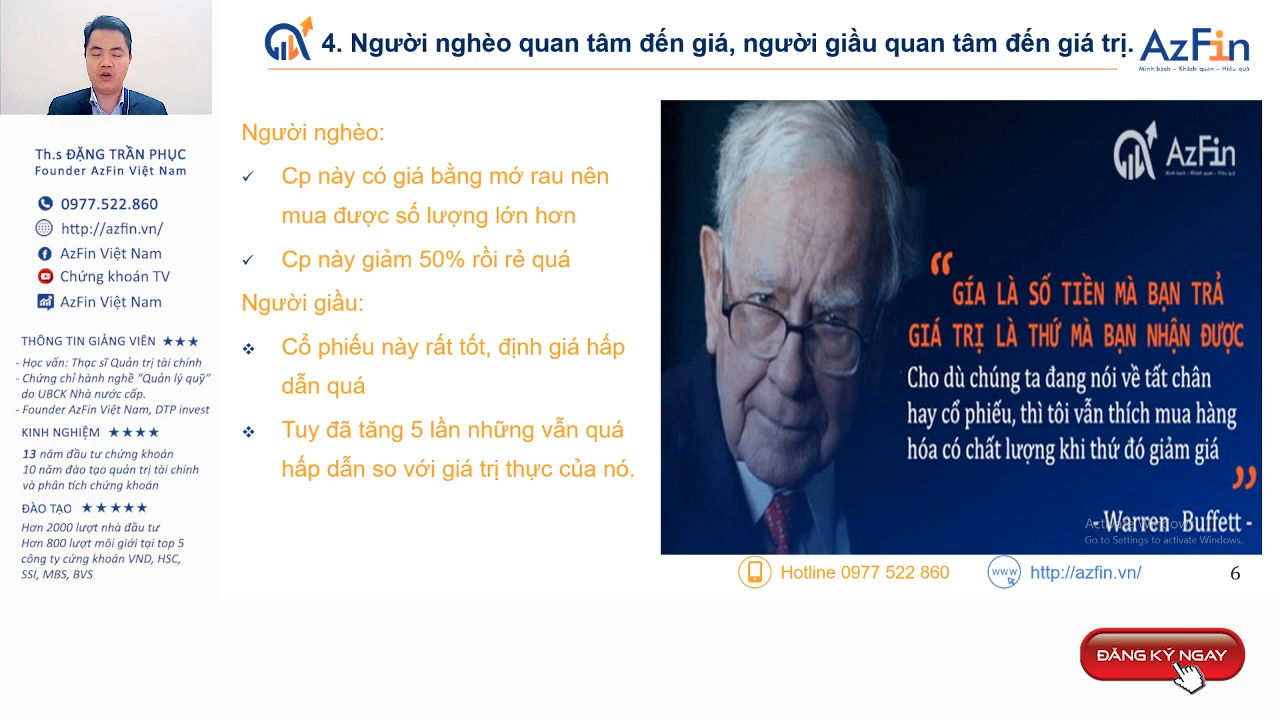 4. Người nghèo quan tâm đến giá, người giầu quan tâm đến giá trị.
AzFin
Minh bạch – Khách quan – Hiệu quả
Th.s ĐẶNG TRẦN PHỤC
Founder AzFin Việt Nam
0977.522.860
http://azfin.vn/
AzFin Việt Nam
Chứng khoán TV
AzFin Việt Nam
THÔNG TIN GIẢNG VIÊN ★★★
- Học vấn: Thạc sĩ Quản trị tài chính
- Chứng chỉ hành nghề “Quản lý quỹ”
do UBCK Nhà nước cấp.
- Founder AzFin Việt Nam, DTP invest
KINH NGHIỆM ★★★★
13 năm đầu tư chứng khoán
10 năm đào tạo quản trị tài chính
và phân tích chứng khoán
ĐÀO TẠO ★★★★★
Hơn 2000 lượt nhà đầu tư
Hơn 800 lượt môi giới tại top 5
công ty cứng khoán VND, HSC,
SSI, MBS, BVS
Người nghèo:
✓ Cp này có giá bằng mớ rau nên
mua được số lượng lớn hơn
✓ Cp này giảm 50% rồi rẻ quá
Người giầu:
❖ Cổ phiếu này rất tốt, định giá hấp
dẫn quá
❖ Tuy đã tăng 5 lần những vẫn quá
hấp dẫn so với giá trị thực của nó.
AzFin
Minh bạch – Khách quan – Hiệu quả
“GÍA LÀ SỐ TIỀN MÀ BẠN TRẢ
GIÁ TRỊ LÀ THỨ MÀ BẠN NHẬN ĐƯỢC
Cho dù chúng ta đang nói về tất chân
hay cổ phiếu, thì tôi vẫn thích mua hàng
hóa có chất lượng khi thứ đó giảm giá
”
- Warren Buffett -
Activate Windows
Go to Settings to activate Windows.
Hotline 0977 522 860
www
http://azfin.vn/
6
ĐĂNG KÝ NGAY